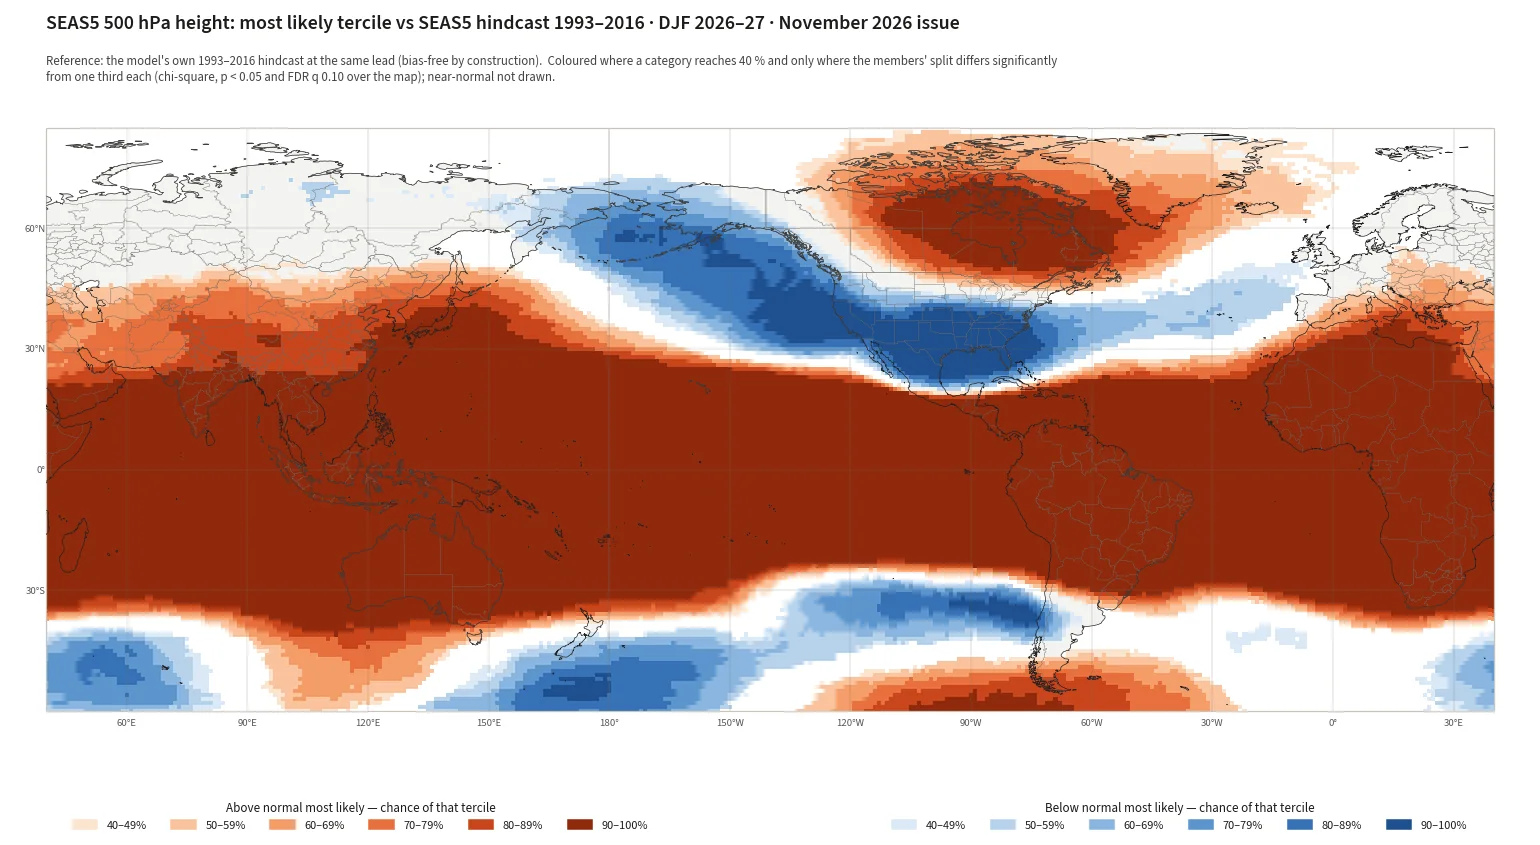 SEAS5 500 hPa height: most likely tercile vs SEAS5 hindcast 1993–2016 · DJF 2026–27 · November 2026 issue
Reference: the model's own 1993–2016 hindcast at the same lead (bias-free by construction).  Coloured where a category reaches 40 % and only where the members' split differs significantly
from one third each (chi-square, p < 0.05 and FDR q 0.10 over the map); near-normal not drawn.
60°N
30°N
0°
30°S
60°E 90°E 120°E 150°E 180° 150°W 120°W 90°W 60°W 30°W 0° 30°E
Above normal most likely — chance of that tercile
40–49% 50–59% 60–69% 70–79% 80–89% 90–100%
Below normal most likely — chance of that tercile
40–49% 50–59% 60–69% 70–79% 80–89% 90–100%